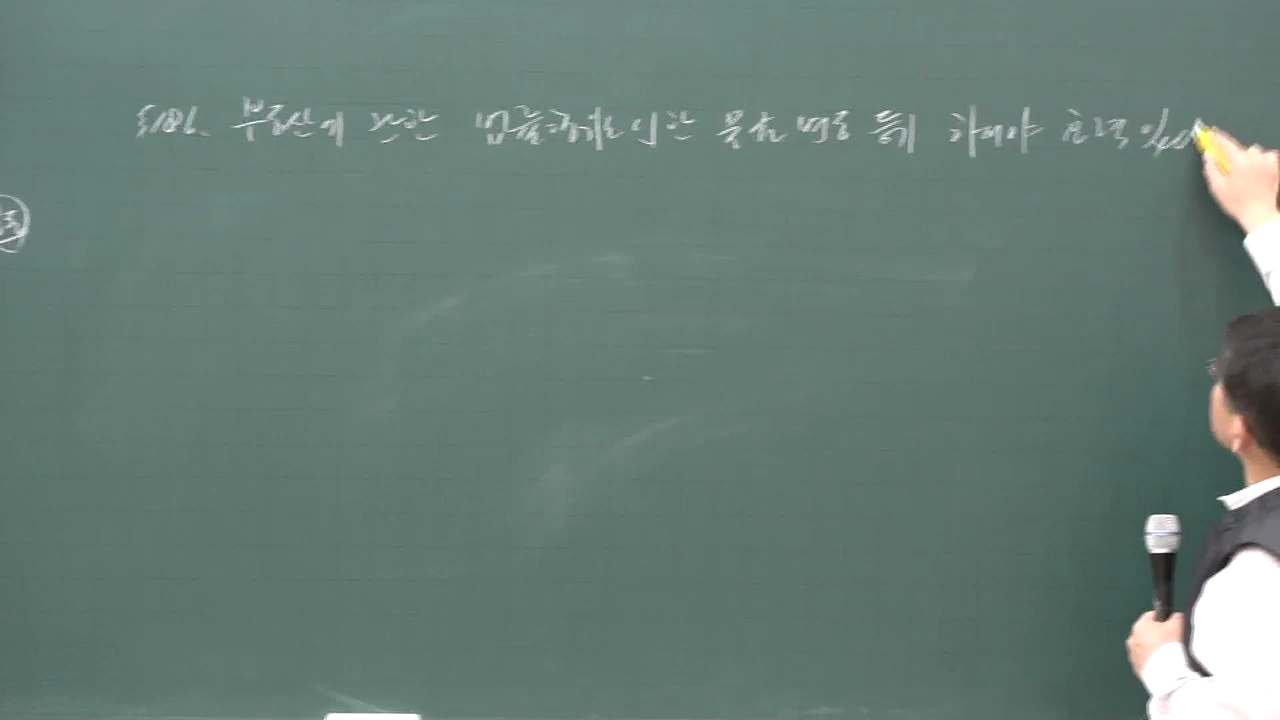 §186. 부동산에 관한 법률행위로 인한 물권변동 등기 하여야 효력